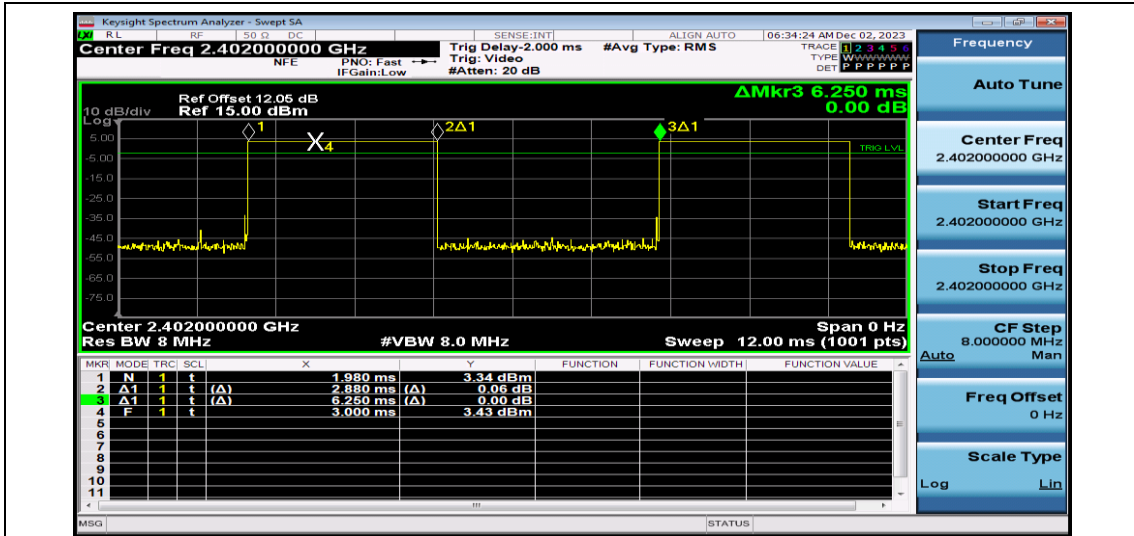 Keysight Spectrum Analyzer - Swept SA
LXI RL RF 50 Ω DC SENSE:INT ALIGN AUTO 06:34:24 AM Dec 02, 2023
Center Freq 2.402000000 GHz Trig Delay-2.000 ms #Avg Type: RMS TRACE 1 2 3 4 5 6
NFE PNO: Fast Trig: Video TYPE WWWWWW
IFGain:Low #Atten: 20 dB DET P P P P P P
Frequency
Auto Tune
Center Freq
2.402000000 GHz
Start Freq
2.402000000 GHz
Stop Freq
2.402000000 GHz
CF Step
8.000000 MHz
Auto Man
Freq Offset
0 Hz
Scale Type
Log Lin
ΔMkr3 6.250 ms
0.00 dB
Ref Offset 12.05 dB
10 dB/div Ref 15.00 dBm
Log
1 2Δ1 3Δ1
5.00
4
TRIG LVL
-5.00
-15.0
-25.0
-35.0
-45.0
-55.0
-65.0
-75.0
Center 2.402000000 GHz Span 0 Hz
Res BW 8 MHz #VBW 8.0 MHz Sweep 12.00 ms (1001 pts)
MKR MODE TRC SCL X Y FUNCTION FUNCTION WIDTH FUNCTION VALUE
1 N 1 t 1.980 ms 3.34 dBm
2 Δ1 1 t (Δ) 2.880 ms (Δ) 0.06 dB
3 Δ1 1 t (Δ) 6.250 ms (Δ) 0.00 dB
4 F 1 t 3.000 ms 3.43 dBm
5
6
7
8
9
10
11
MSG STATUS